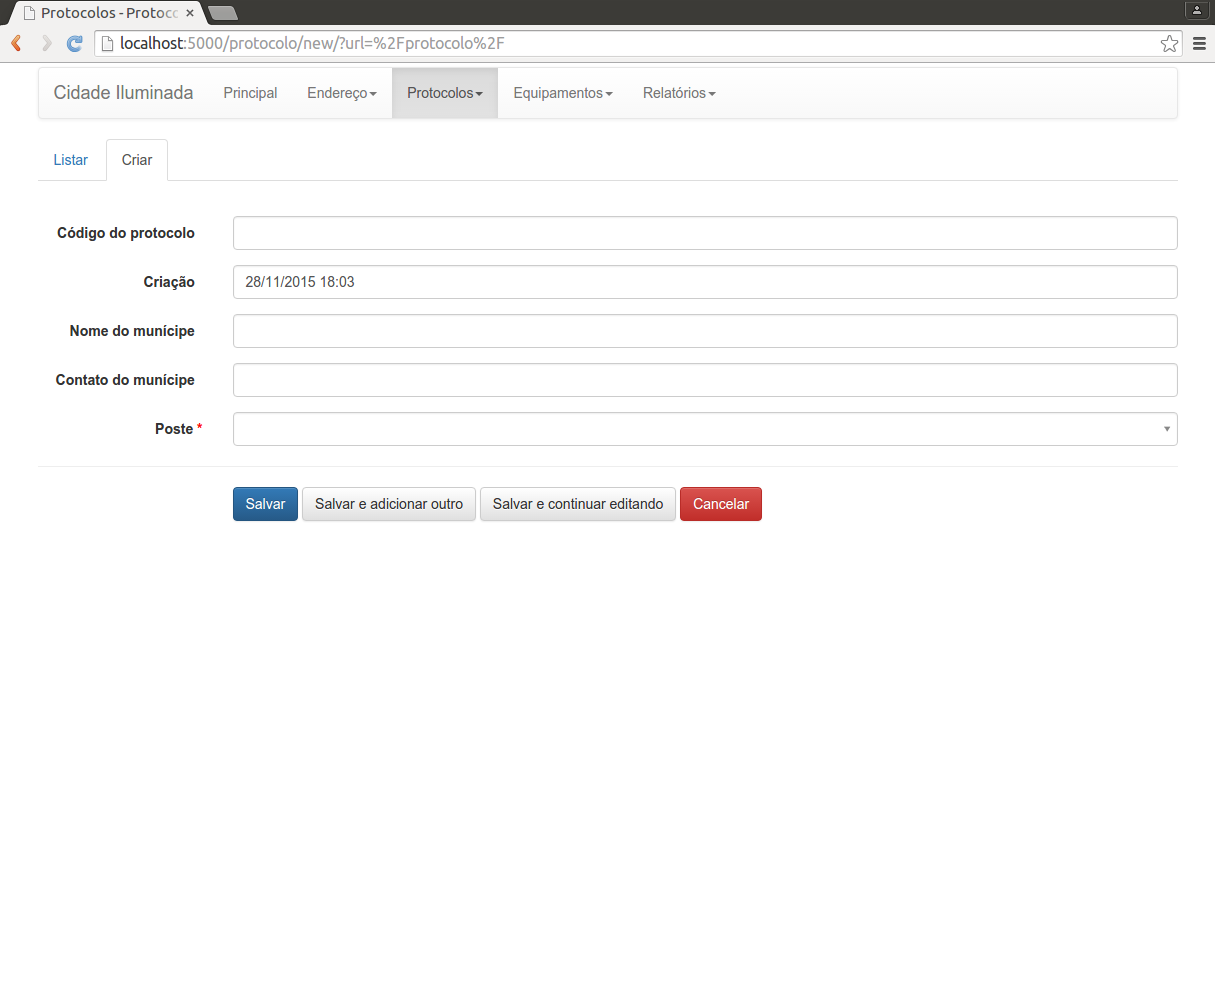 Protocolos - Protoco
localhost:5000/protocolo/new/?url=%2Fprotocolo%2F
Cidade Iluminada Principal Endereço Protocolos Equipamentos Relatórios
Listar Criar
Código do protocolo
Criação 28/11/2015 18:03
Nome do munícipe
Contato do munícipe
Poste *
Salvar Salvar e adicionar outro Salvar e continuar editando Cancelar